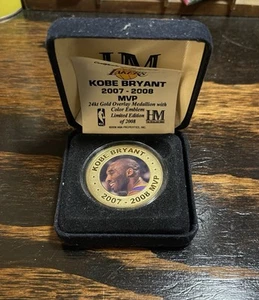 HM
LAKERS
KOBE BRYANT
2007 - 2008
MVP
24kt Gold Overlay Medallion with
Color Emblem
Limited Edition
of 2008
HM
KOBE BRYANT
2007 - 2008 MVP